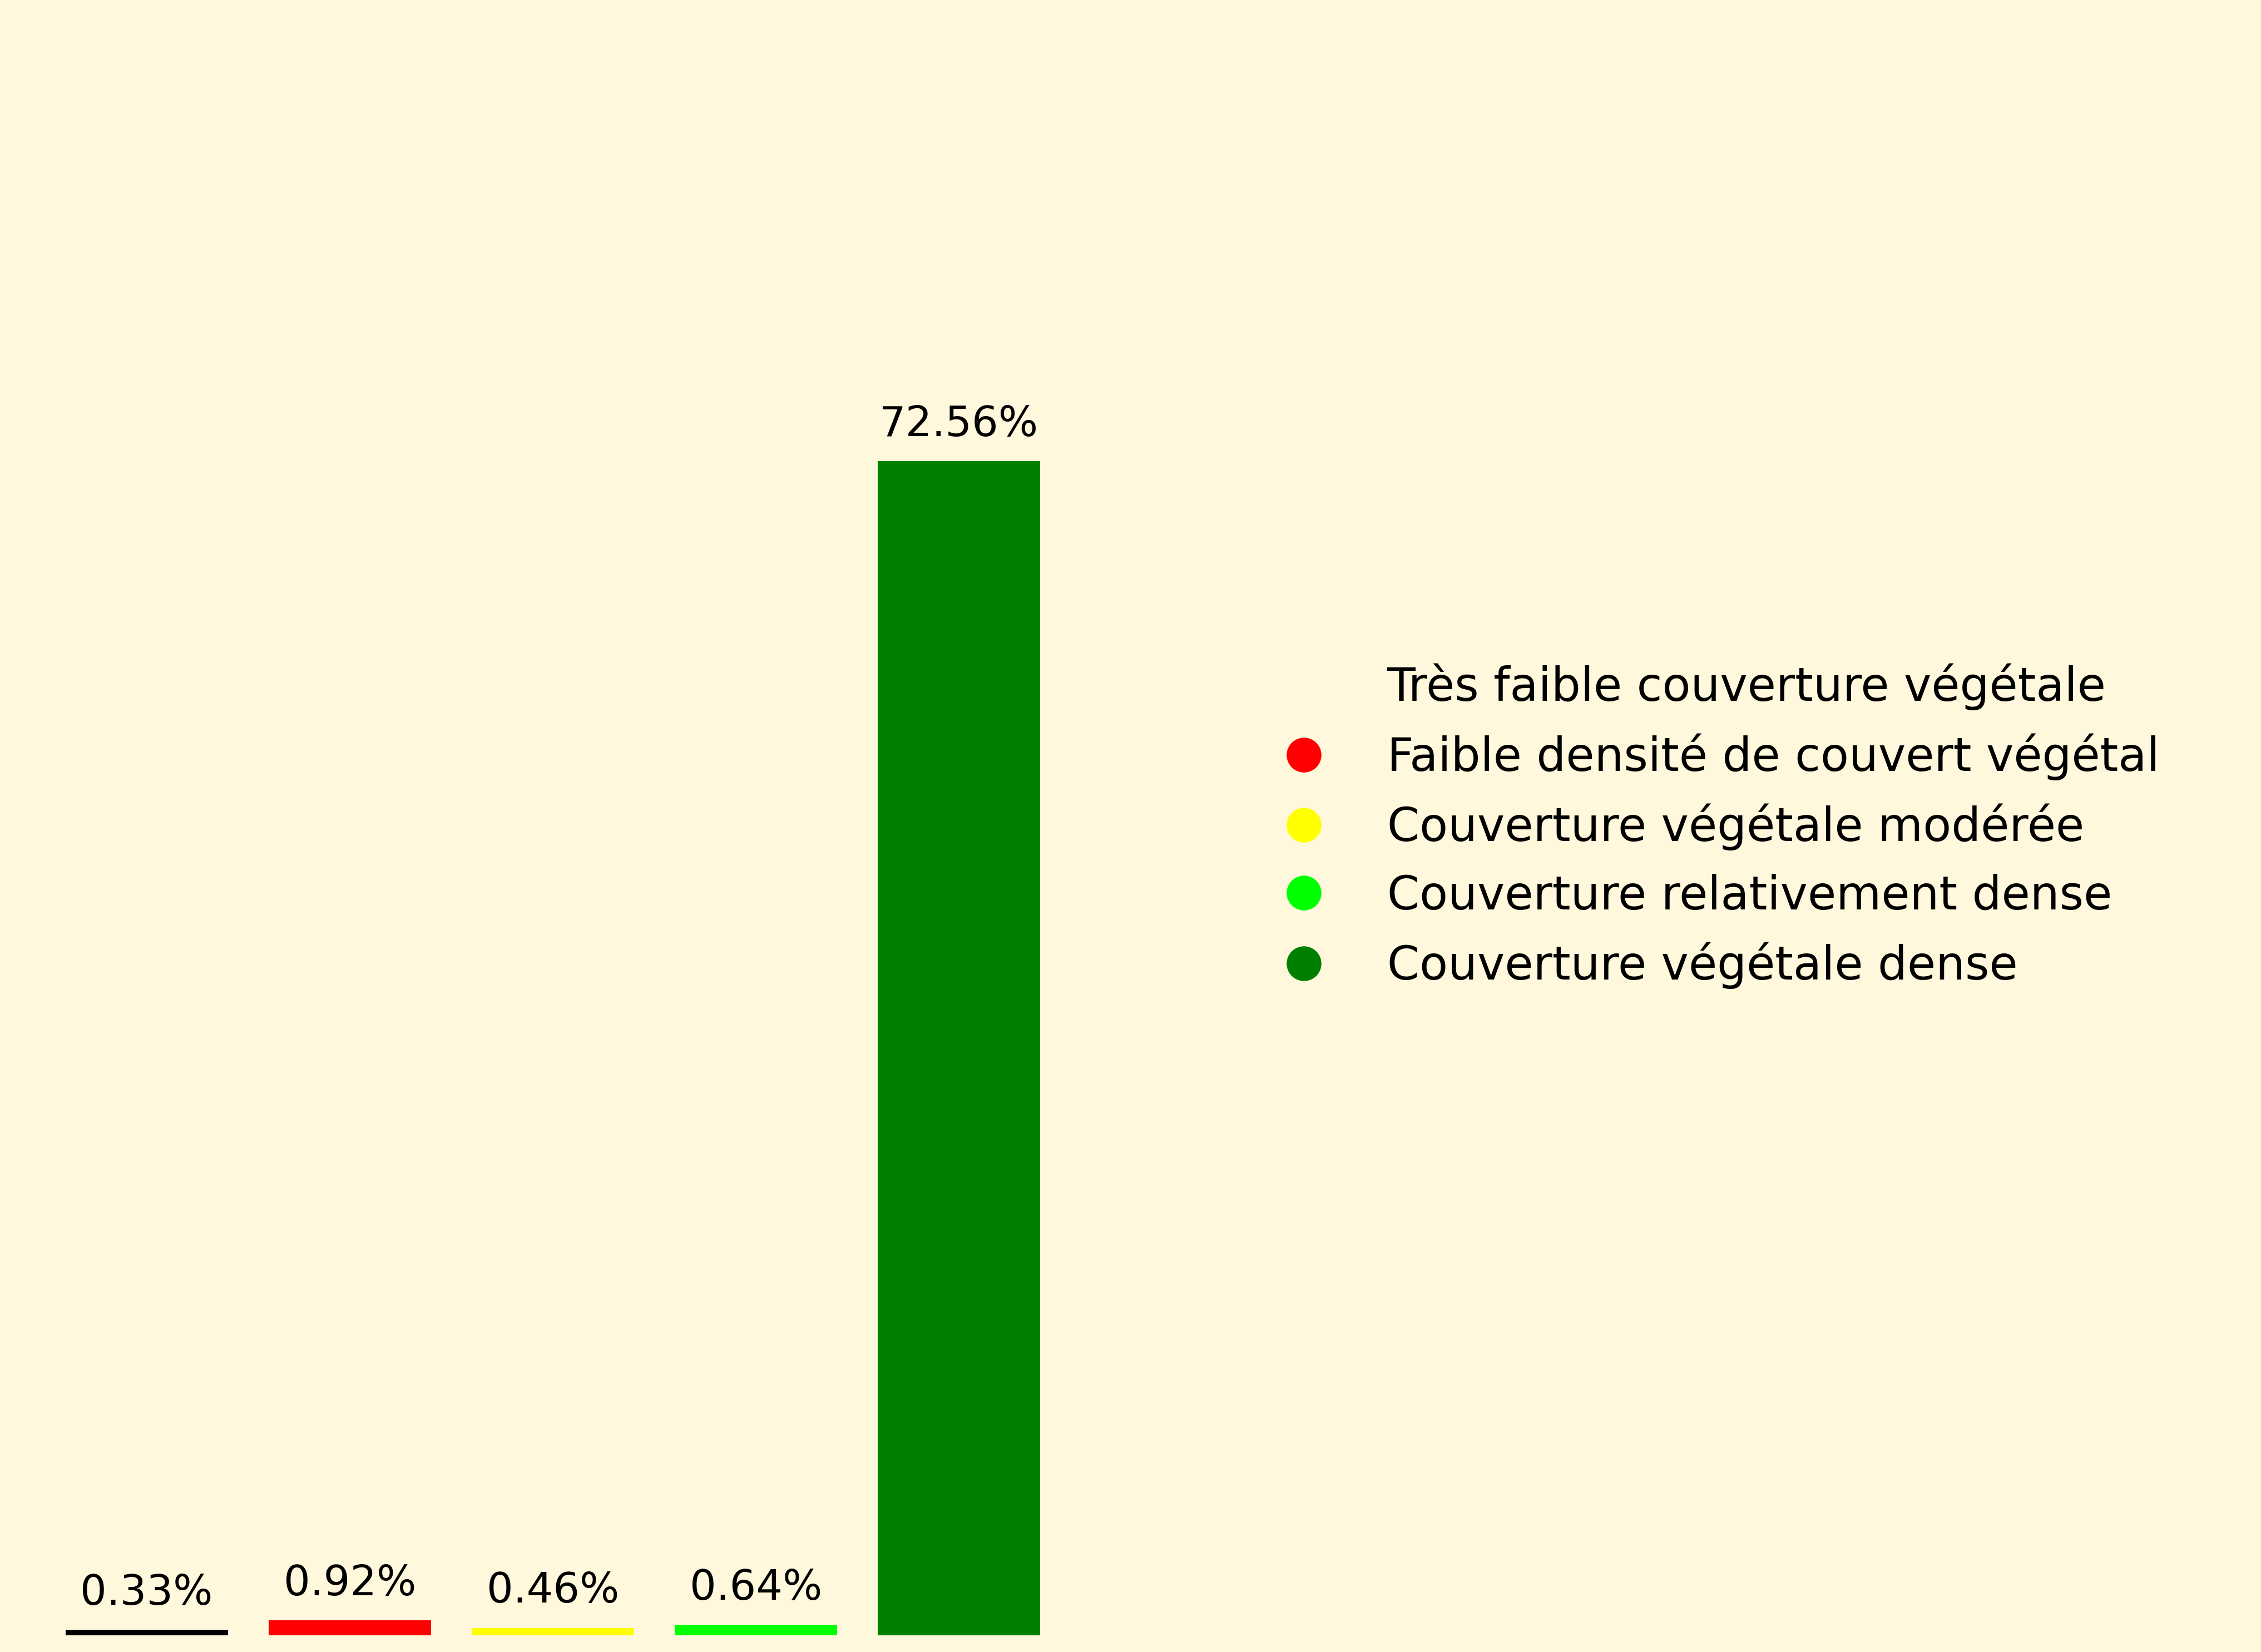 72.56%
Très faible couverture végétale
Faible densité de couvert végétal
Couverture végétale modérée
Couverture relativement dense
Couverture végétale dense
0.33%
0.92%
0.46%
0.64%